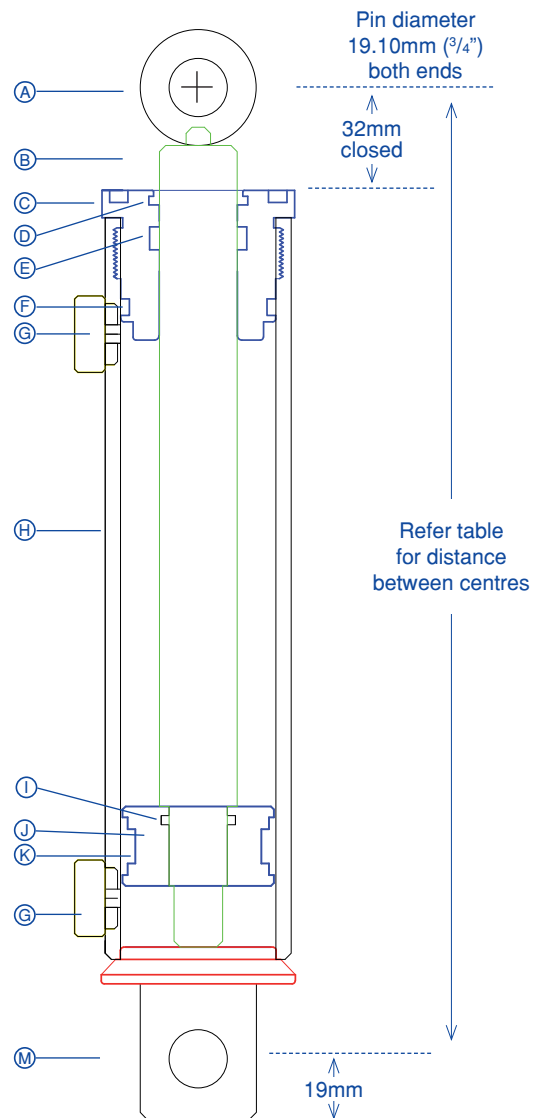 Pin diameter
19.10mm (3/4”)
both ends
A
32mm
closed
B
C
D
E
F
G
H
Refer table
for distance
between centres
I
J
K
G
M
19mm